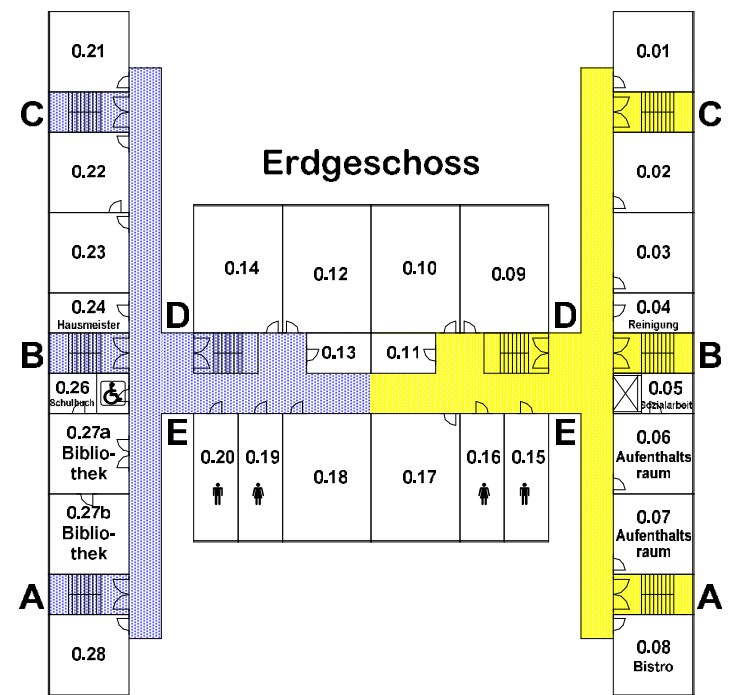 Erdgeschoss
0.21
C
0.22
0.23
0.24
Hausmeister
B
0.26
Schulbuch
0.27a
Biblio-
thek
0.27b
Biblio-
thek
A
0.28
D
0.14
0.12
0.10
0.09
D
0.13
0.11
E
0.20
0.19
0.18
0.17
0.16
0.15
E
0.01
C
0.02
0.03
0.04
Reinigung
B
0.05
Sozialarbeit
0.06
Aufenthalts
raum
0.07
Aufenthalts
raum
A
0.08
Bistro